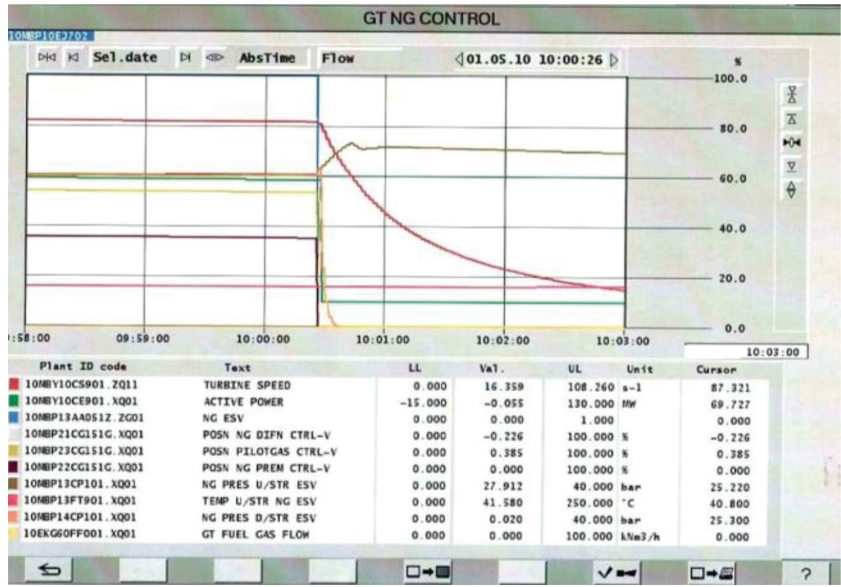 GT NG CONTROL
10MBP10EJ702
Sel.date AbsTime Flow 01.05.10 10:00:26
%
100.0
80.0
60.0
40.0
20.0
0.0
:58:00 09:59:00 10:00:00 10:01:00 10:02:00 10:03:00
10:03:00
Plant ID code Text LL Val. UL Unit Cursor
10MBY10CS901.ZQ11 TURBINE SPEED 0.000 16.359 108.260 s-1 87.321
10MBY10CE901.XQ01 ACTIVE POWER -15.000 -0.055 130.000 MW 69.727
10MBP13AA051Z.ZG01 NG ESV 0.000 0.000 1.000 0.000
10MBP21CG151G.XQ01 POSN NG DIFN CTRL-V 0.000 -0.226 100.000 % -0.226
10MBP23CG151G.XQ01 POSN PILOTGAS CTRL-V 0.000 0.385 100.000 % 0.385
10MBP22CG151G.XQ01 POSN NG PREM CTRL-V 0.000 0.000 100.000 % 0.000
10MBP13CP101.XQ01 NG PRES U/STR ESV 0.000 27.912 40.000 bar 25.220
10MBP13FT901.XQ01 TEMP U/STR NG ESV 0.000 41.580 250.000 °C 40.800
10MBP14CP101.XQ01 NG PRES D/STR ESV 0.000 0.020 40.000 bar 25.300
10EKG60FF001.XQ01 GT FUEL GAS FLOW 0.000 0.000 100.000 kNm3/h 0.000
?